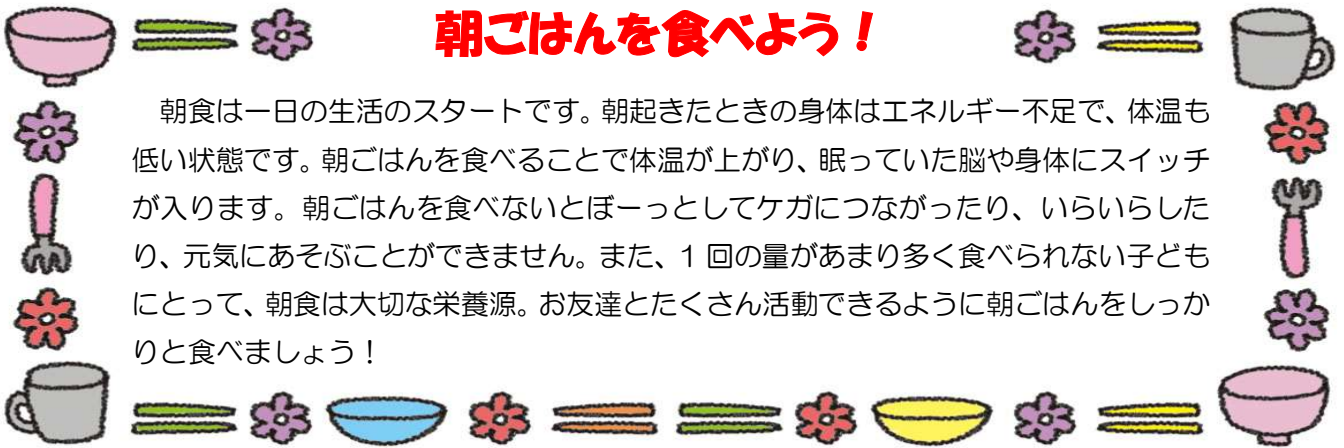 朝ごはんを食べよう！
　朝食は一日の生活のスタートです。朝起きたときの身体はエネルギー不足で、体温も
低い状態です。朝ごはんを食べることで体温が上がり、眠っていた脳や身体にスイッチ
が入ります。朝ごはんを食べないとぼーっとしてケガにつながったり、いらいらした
り、元気にあそぶことができません。また、1 回の量があまり多く食べられない子ども
にとって、朝食は大切な栄養源。お友達とたくさん活動できるように朝ごはんをしっか
りと食べましょう！